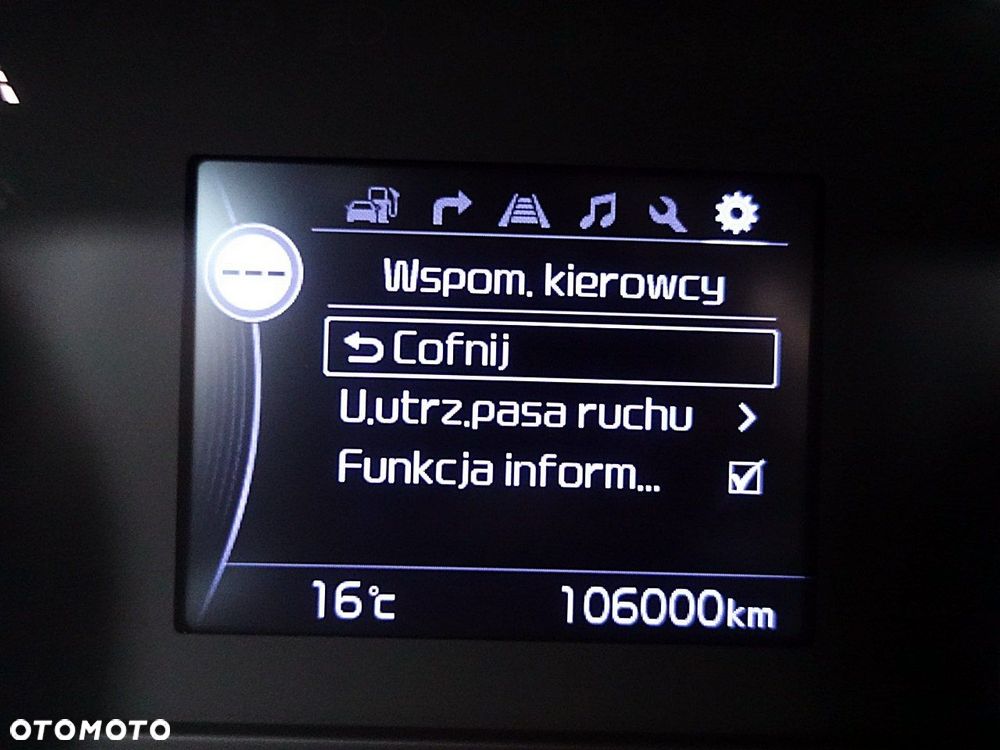 Wspom. kierowcy
Cofnij
U.utrz.pasa ruchu
Funkcja inform...
16°C 106000km
OTOMOTO